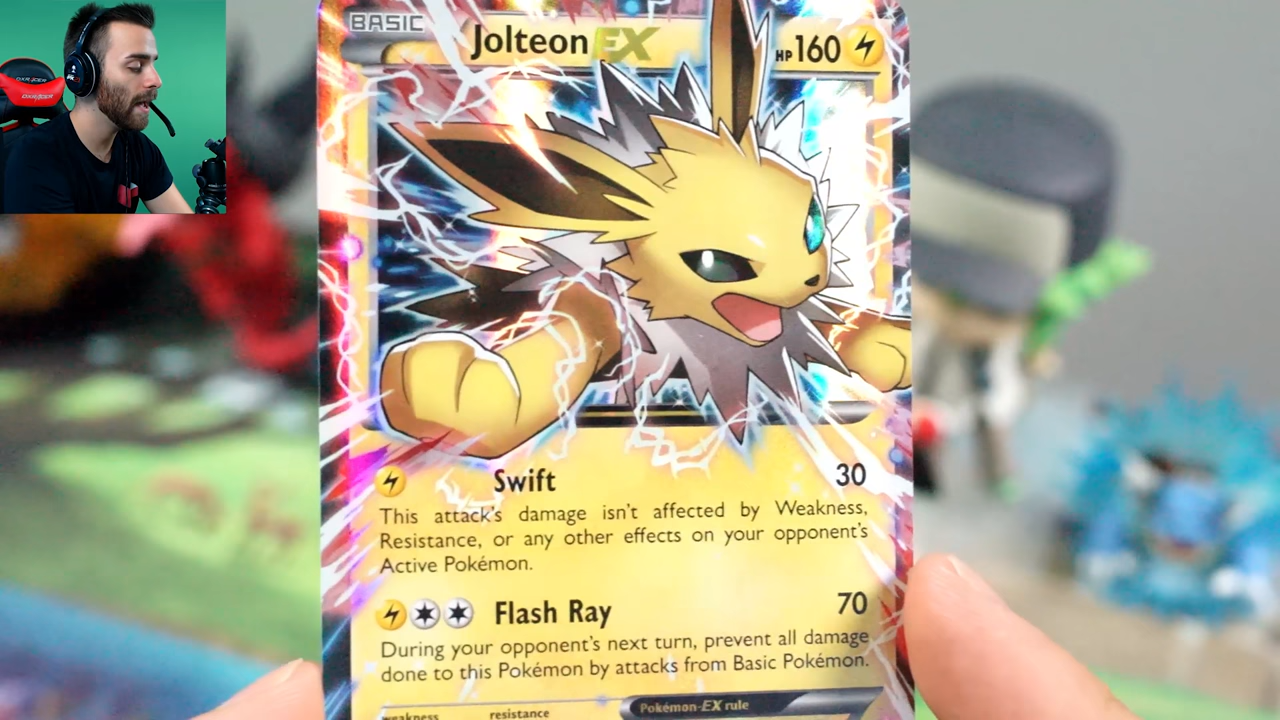 BASIC
Jolteon EX
HP 160
Swift 30
This attack's damage isn't affected by Weakness,
Resistance, or any other effects on your opponent's
Active Pokémon.
Flash Ray 70
During your opponent's next turn, prevent all damage
done to this Pokémon by attacks from Basic Pokémon.
weakness resistance
Pokémon-EX rule